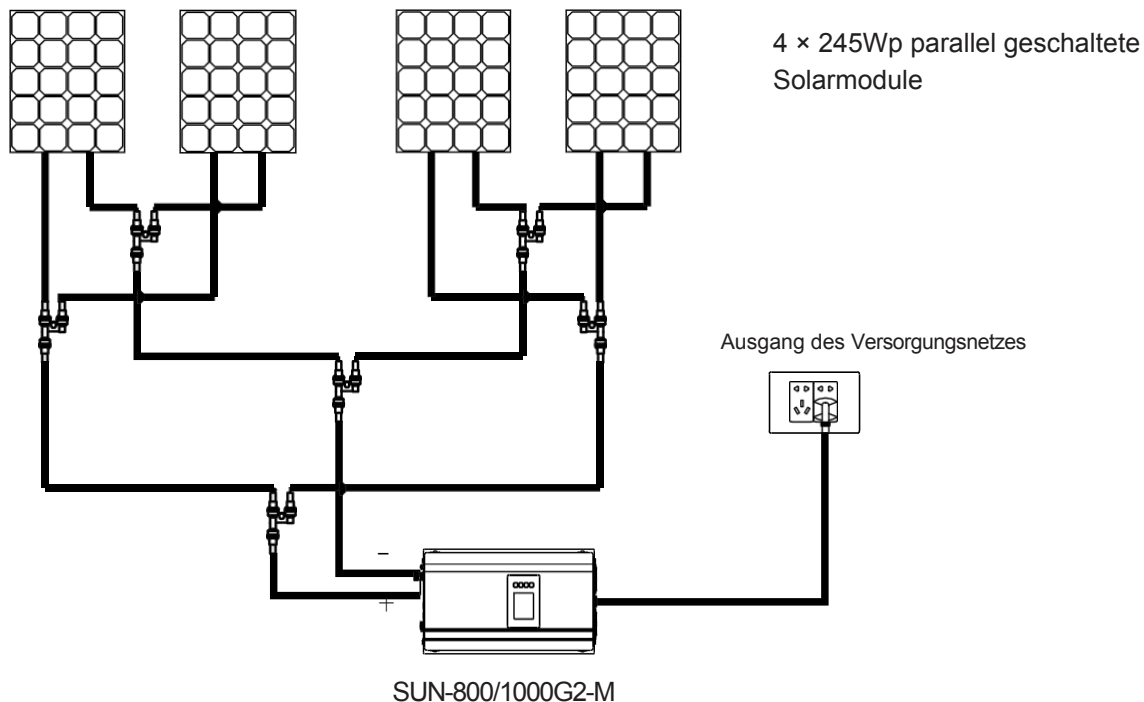 4 × 245Wp parallel geschaltete
Solarmodule
Ausgang des Versorgungsnetzes
-
+
SUN-800/1000G2-M